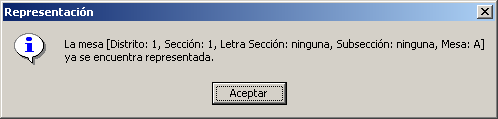 Representación
La mesa [Distrito: 1, Sección: 1, Letra Sección: ninguna, Subsección: ninguna, Mesa: A]
ya se encuentra representada.
Aceptar